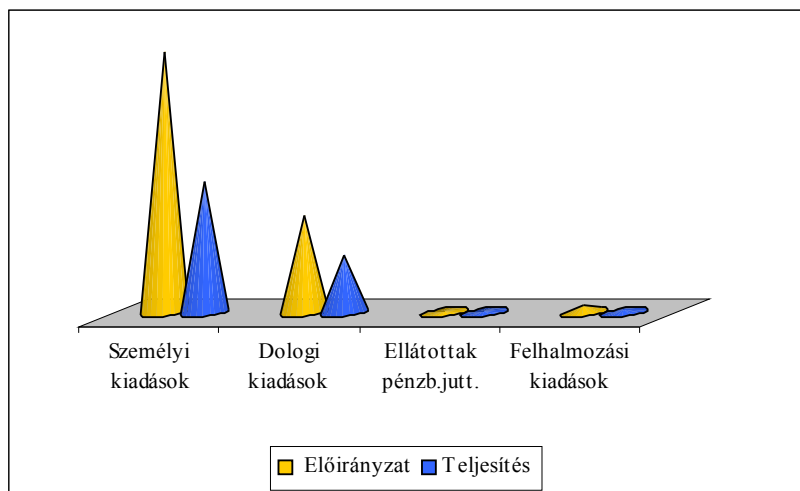 Személyi kiadások
Dologi kiadások
Ellátottak pénzb.jutt.
Felhalmozási kiadások
Előirányzat
Teljesítés